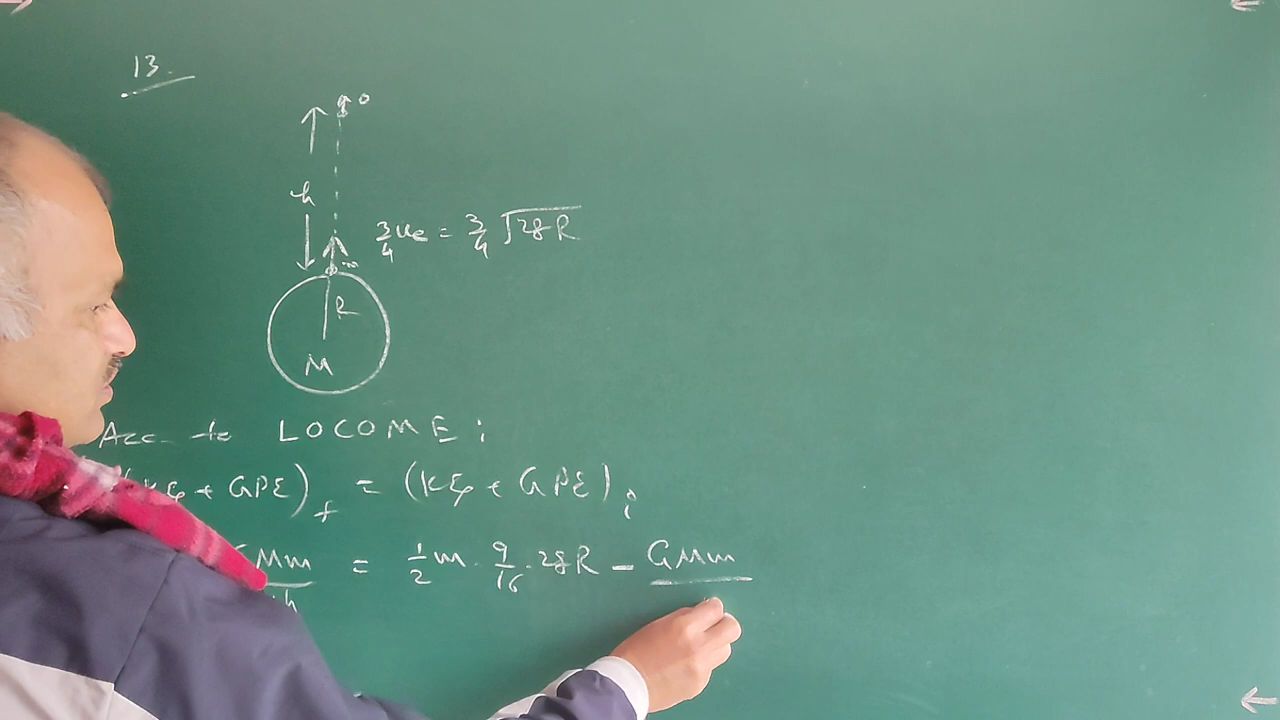 13.
0
h
3/4 ve = 3/4 √2gR
m
R
M
Acc. to LOCOME :
KE + GPE)f = (KE + GPE)i
GMm/h = 1/2 m . 9/16 . 2gR - GMm